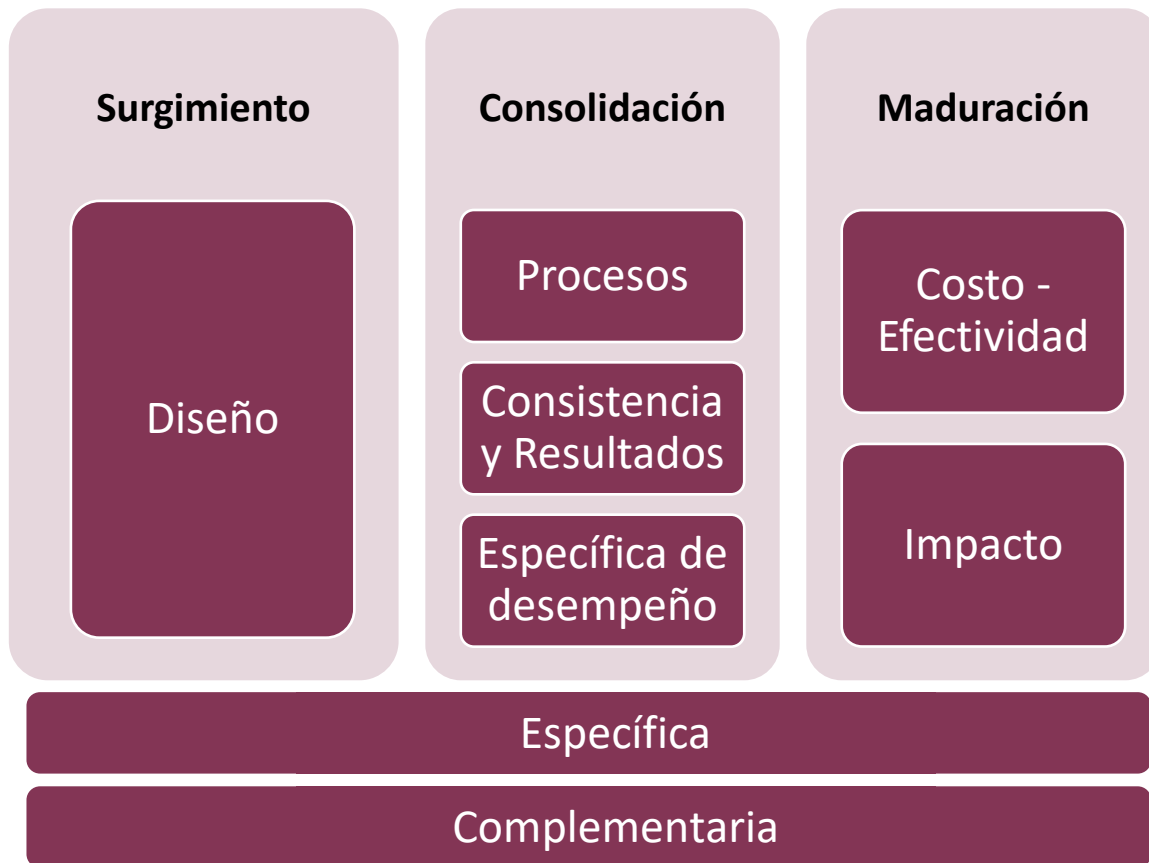 Surgimiento
Diseño
Consolidación
Procesos
Consistencia
y Resultados
Específica de
desempeño
Maduración
Costo -
Efectividad
Impacto
Específica
Complementaria